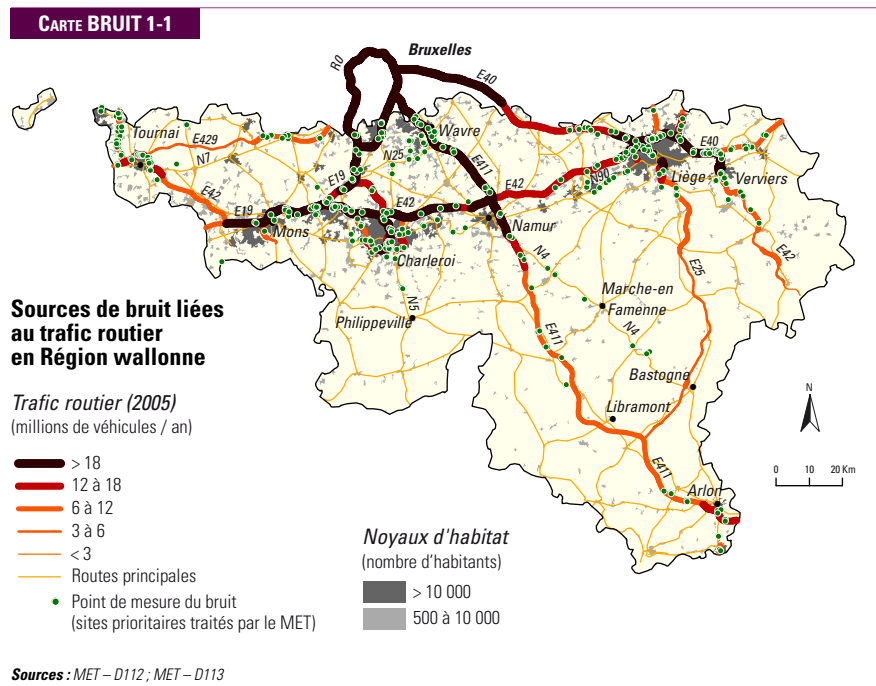 CARTE BRUIT 1-1
Bruxelles
R0
E40
Tournai
E429
N7
Wavre
N25
E411
E40
Liège
Verviers
N90
E42
E19
E42
E42
E19
Mons
E42
Namur
Charleroi
N4
E25
E42
Marche-en
Famenne
N5
Philippeville
E411
N4
Bastogne
Libramont
E411
Arlon
Sources de bruit liées
au trafic routier
en Région wallonne
Trafic routier (2005)
(millions de véhicules / an)
> 18
12 à 18
6 à 12
3 à 6
< 3
Routes principales
Point de mesure du bruit
(sites prioritaires traités par le MET)
Noyaux d'habitat
(nombre d'habitants)
> 10 000
500 à 10 000
N
0 10 20 Km
Sources : MET – D112 ; MET – D113